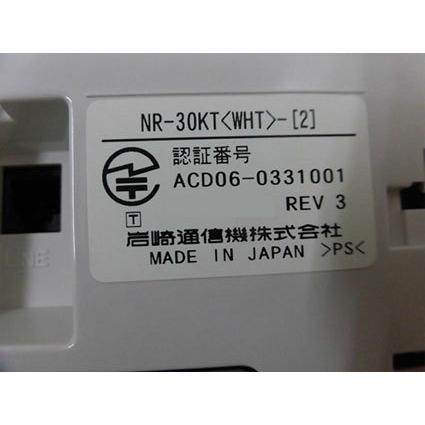 NR-30KT<WHT>-[2]
認証番号
ACD06-0331001
T
REV 3
LINE
岩崎通信機株式会社
MADE IN JAPAN >PS<